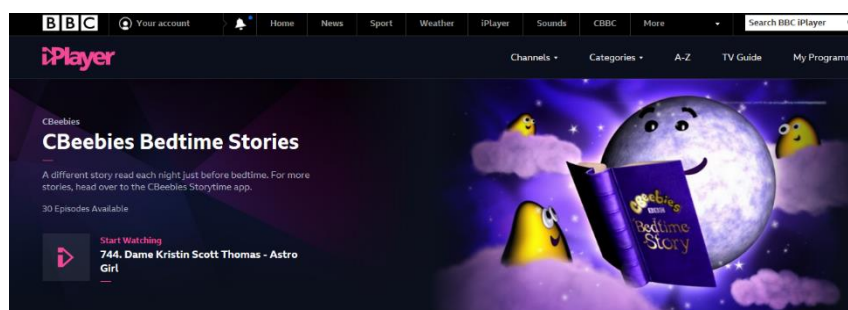 BBC Your account Home News Sport Weather iPlayer Sounds CBBC More Search BBC iPlayer
iPlayer Channels Categories A-Z TV Guide My Programm
CBeebies
CBeebies Bedtime Stories
A different story read each night just before bedtime. For more
stories, head over to the CBeebies Storytime app.
30 Episodes Available
Start Watching
744. Dame Kristin Scott Thomas - Astro
Girl
CBeebies
BBC
Bedtime
Story